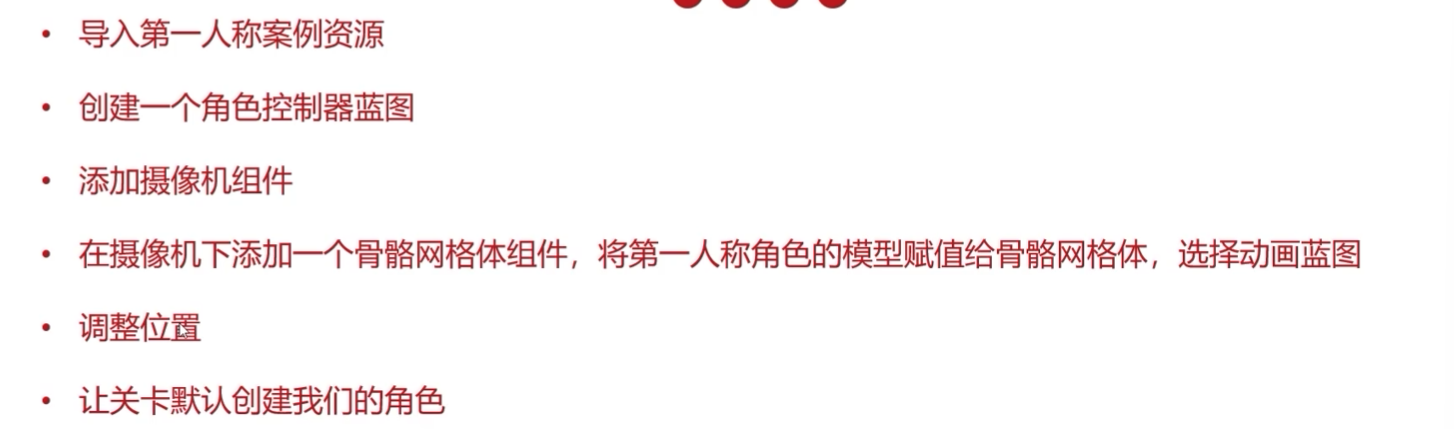 • 导入第一人称案例资源
• 创建一个角色控制器蓝图
• 添加摄像机组件
• 在摄像机下添加一个骨骼网格体组件，将第一人称角色的模型赋值给骨骼网格体，选择动画蓝图
• 调整位置
• 让关卡默认创建我们的角色